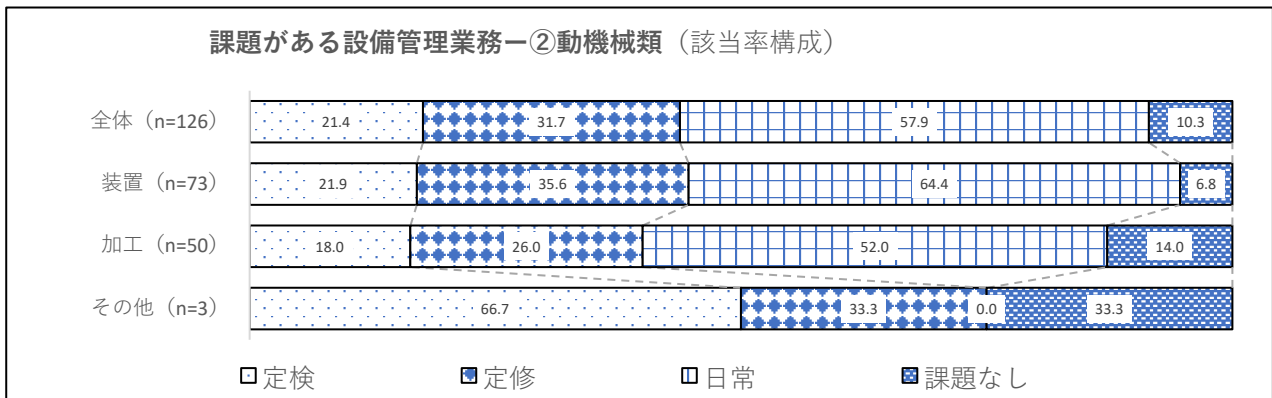 課題がある設備管理業務ー②動機械類（該当率構成）
全体（n=126） 21.4 31.7 57.9 10.3
装置（n=73） 21.9 35.6 64.4 6.8
加工（n=50） 18.0 26.0 52.0 14.0
その他（n=3） 66.7 33.3 0.0 33.3
定検 定修 日常 課題なし